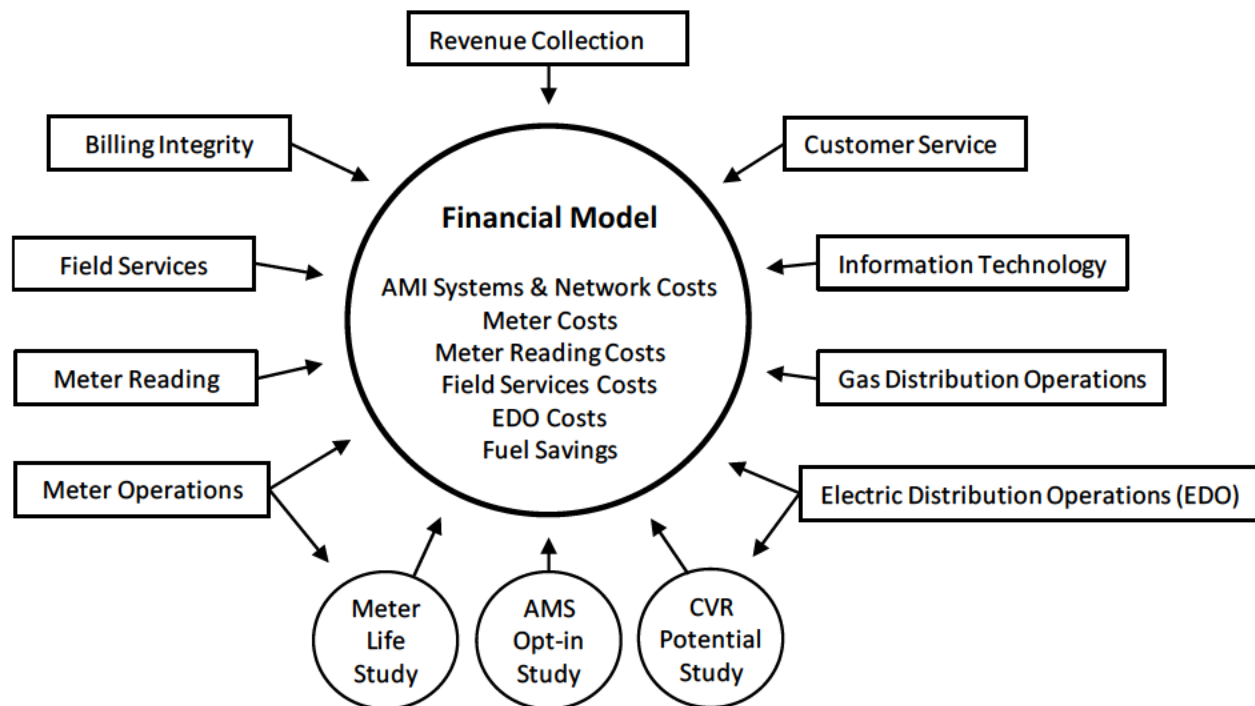 Revenue Collection
Billing Integrity
Customer Service
Financial Model
Field Services
Information Technology
AMI Systems & Network Costs
Meter Costs
Meter Reading Costs
Field Services Costs
EDO Costs
Fuel Savings
Meter Reading
Gas Distribution Operations
Meter Operations
Electric Distribution Operations (EDO)
Meter
Life
Study
AMS
Opt-in
Study
CVR
Potential
Study